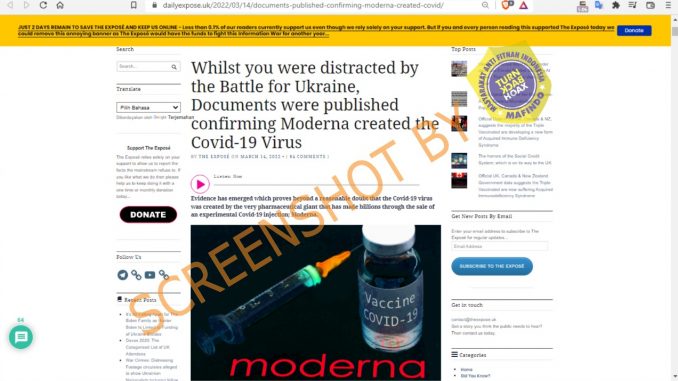 dailyexpose.uk/2022/03/14/documents-published-confirming-moderna-created-covid/
JUST 2 DAYS REMAIN TO SAVE THE EXPOSÉ AND KEEP US ONLINE - Less than 0.1% of our readers currently support us even though we rely solely on your support. But if you and every person reading this supported The Exposé today we
could remove this annoying banner as The Exposé would have the funds to fight this Information War for another year...
Donate
Search
Search...
Translate
Pilih Bahasa
Diberdayakan oleh Google Terjemahan
Support The Exposé
The Exposé relies solely on your
support to allow us to report the
facts the mainstream refuse to. If
you like what we do then please
help us to keep doing it with a
one time or monthly donation
today...
DONATE
Follow Us
Recent Posts
64
Whilst you were distracted by
the Battle for Ukraine,
Documents were published
confirming Moderna created the
Covid-19 Virus
BY THE EXPOSÉ ON MARCH 14, 2022 • ( 64 COMMENTS )
Listen Now
Evidence has emerged which proves beyond a reasonable doubt that the Covid-19 virus
was created by the very pharmaceutical giant that has made billions through the sale of
an experimental Covid-19 injection; Moderna.
Vaccine
COVID-19
moderna
SCREENSHOT BY
MASYARAKAT ANTI FITNAH INDONESIA
TURN
BACK
HOAX
MAFINDO
Top Posts
suggests the majority of the Triple
Vaccinated are developing a new form
of Acquired Immune Deficiency
Syndrome
The Horrors of the Social Credit
System; which is on its way to the UK
Official UK, Canada & New Zealand
Government data suggests the Triple
Vaccinated are now suffering Acquired
Immunodeficiency Syndrome
Get New Posts By Email
Enter your email address to subscribe to The
Exposé for regular updates...
Email Address
SUBSCRIBE TO THE EXPOSÉ
Get in touch
contact@theexpose.uk
Got a story you think the public needs to hear?
Then contact us today.
Categories
Home
Did You Know?